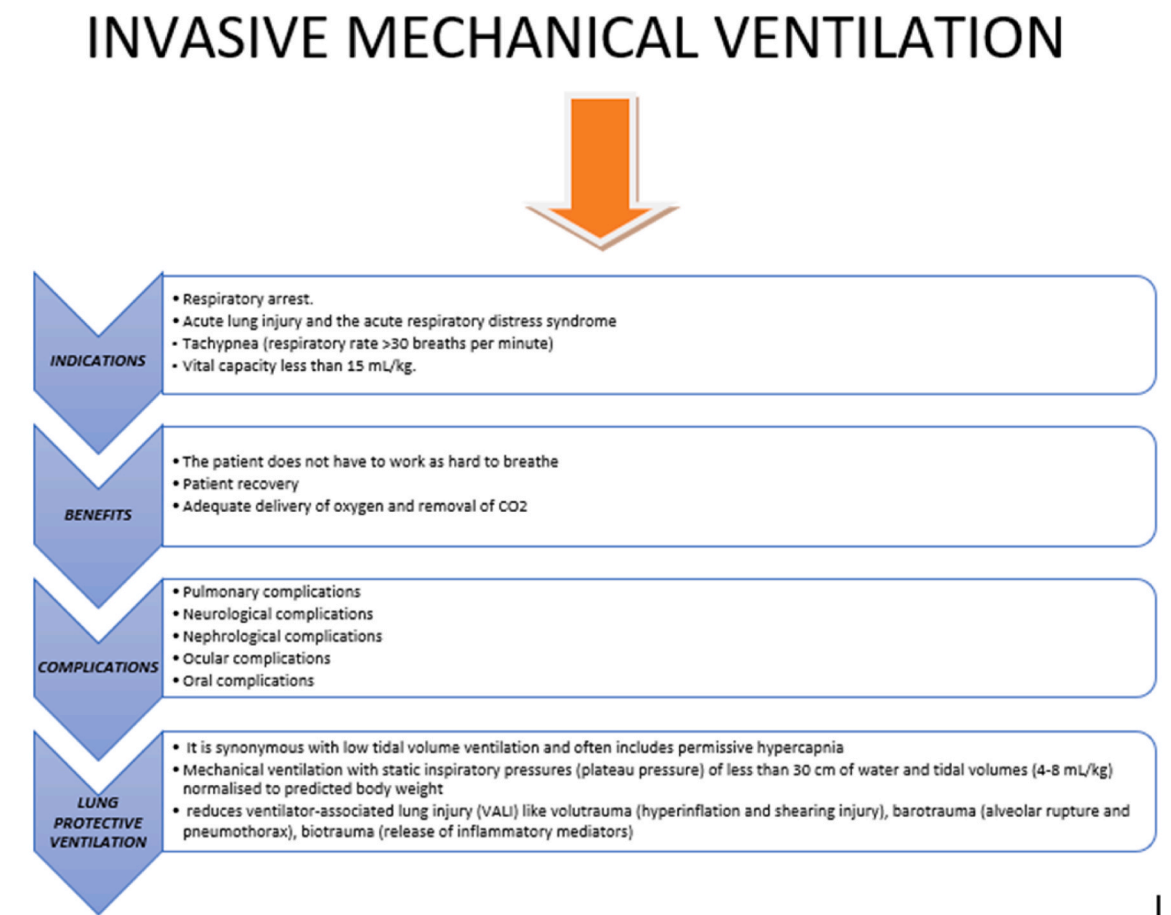 INVASIVE MECHANICAL VENTILATION
INDICATIONS
• Respiratory arrest.
• Acute lung injury and the acute respiratory distress syndrome
• Tachypnea (respiratory rate >30 breaths per minute)
• Vital capacity less than 15 mL/kg.
BENEFITS
• The patient does not have to work as hard to breathe
• Patient recovery
• Adequate delivery of oxygen and removal of CO2
COMPLICATIONS
• Pulmonary complications
• Neurological complications
• Nephrological complications
• Ocular complications
• Oral complications
LUNG
PROTECTIVE
VENTILATION
• It is synonymous with low tidal volume ventilation and often includes permissive hypercapnia
• Mechanical ventilation with static inspiratory pressures (plateau pressure) of less than 30 cm of water and tidal volumes (4-8 mL/kg)
normalised to predicted body weight
• reduces ventilator-associated lung injury (VALI) like volutrauma (hyperinflation and shearing injury), barotrauma (alveolar rupture and
pneumothorax), biotrauma (release of inflammatory mediators)